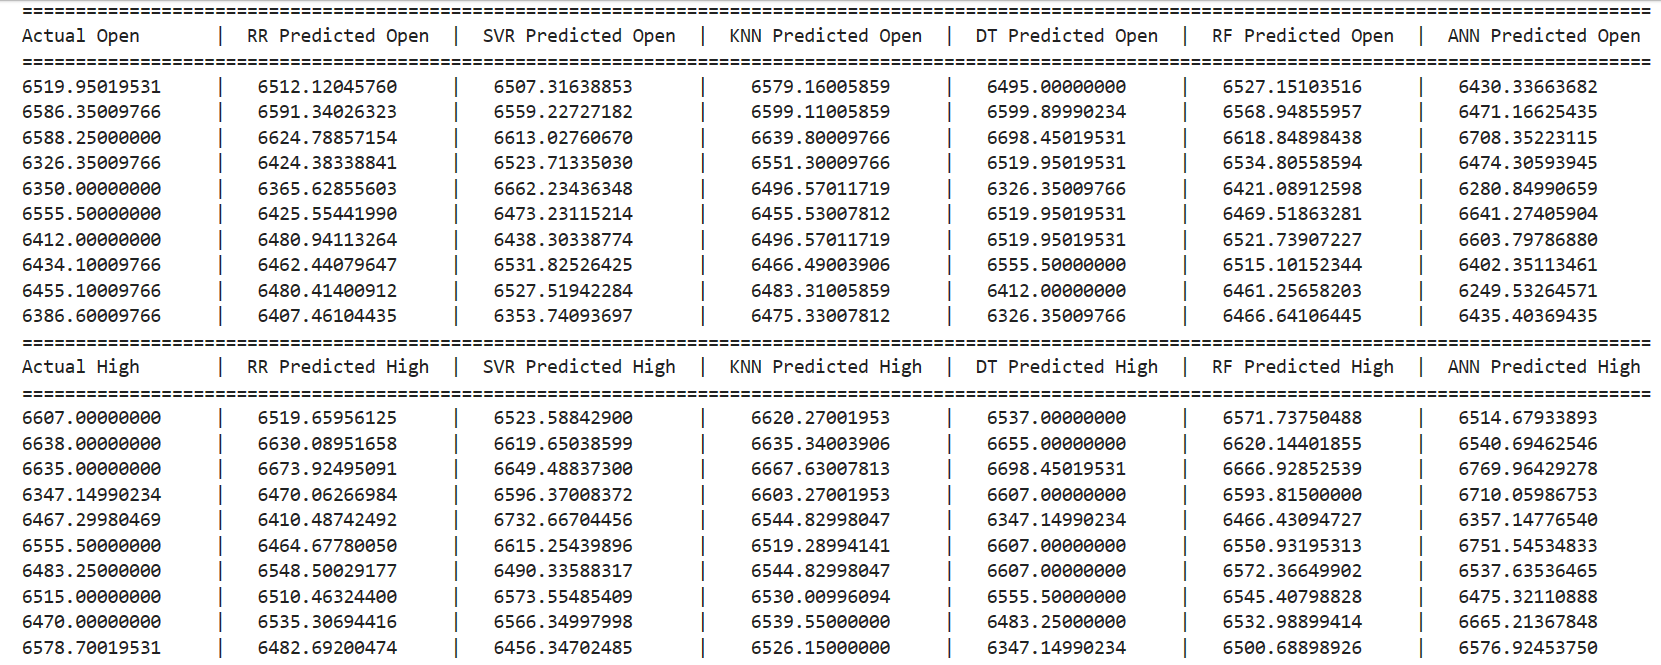 ==========================================================================================================================================================
Actual Open | RR Predicted Open | SVR Predicted Open | KNN Predicted Open | DT Predicted Open | RF Predicted Open | ANN Predicted Open
==========================================================================================================================================================
6519.95019531 | 6512.12045760 | 6507.31638853 | 6579.16005859 | 6495.00000000 | 6527.15103516 | 6430.33663682
6586.35009766 | 6591.34026323 | 6559.22727182 | 6599.11005859 | 6599.89990234 | 6568.94855957 | 6471.16625435
6588.25000000 | 6624.78857154 | 6613.02760670 | 6639.80009766 | 6698.45019531 | 6618.84898438 | 6708.35223115
6326.35009766 | 6424.38338841 | 6523.71335030 | 6551.30009766 | 6519.95019531 | 6534.80558594 | 6474.30593945
6350.00000000 | 6365.62855603 | 6662.23436348 | 6496.57011719 | 6326.35009766 | 6421.08912598 | 6280.84990659
6555.50000000 | 6425.55441990 | 6473.23115214 | 6455.53007812 | 6519.95019531 | 6469.51863281 | 6641.27405904
6412.00000000 | 6480.94113264 | 6438.30338774 | 6496.57011719 | 6519.95019531 | 6521.73907227 | 6603.79786880
6434.10009766 | 6462.44079647 | 6531.82526425 | 6466.49003906 | 6555.50000000 | 6515.10152344 | 6402.35113461
6455.10009766 | 6480.41400912 | 6527.51942284 | 6483.31005859 | 6412.00000000 | 6461.25658203 | 6249.53264571
6386.60009766 | 6407.46104435 | 6353.74093697 | 6475.33007812 | 6326.35009766 | 6466.64106445 | 6435.40369435
==========================================================================================================================================================
Actual High | RR Predicted High | SVR Predicted High | KNN Predicted High | DT Predicted High | RF Predicted High | ANN Predicted High
==========================================================================================================================================================
6607.00000000 | 6519.65956125 | 6523.58842900 | 6620.27001953 | 6537.00000000 | 6571.73750488 | 6514.67933893
6638.00000000 | 6630.08951658 | 6619.65038599 | 6635.34003906 | 6655.00000000 | 6620.14401855 | 6540.69462546
6635.00000000 | 6673.92495091 | 6649.48837300 | 6667.63007813 | 6698.45019531 | 6666.92852539 | 6769.96429278
6347.14990234 | 6470.06266984 | 6596.37008372 | 6603.27001953 | 6607.00000000 | 6593.81500000 | 6710.05986753
6467.29980469 | 6410.48742492 | 6732.66704456 | 6544.82998047 | 6347.14990234 | 6466.43094727 | 6357.14776540
6555.50000000 | 6464.67780050 | 6615.25439896 | 6519.28994141 | 6607.00000000 | 6550.93195313 | 6751.54534833
6483.25000000 | 6548.50029177 | 6490.33588317 | 6544.82998047 | 6607.00000000 | 6572.36649902 | 6537.63536465
6515.00000000 | 6510.46324400 | 6573.55485409 | 6530.00996094 | 6555.50000000 | 6545.40798828 | 6475.32110888
6470.00000000 | 6535.30694416 | 6566.34997998 | 6539.55000000 | 6483.25000000 | 6532.98899414 | 6665.21367848
6578.70019531 | 6482.69200474 | 6456.34702485 | 6526.15000000 | 6347.14990234 | 6500.68898926 | 6576.92453750